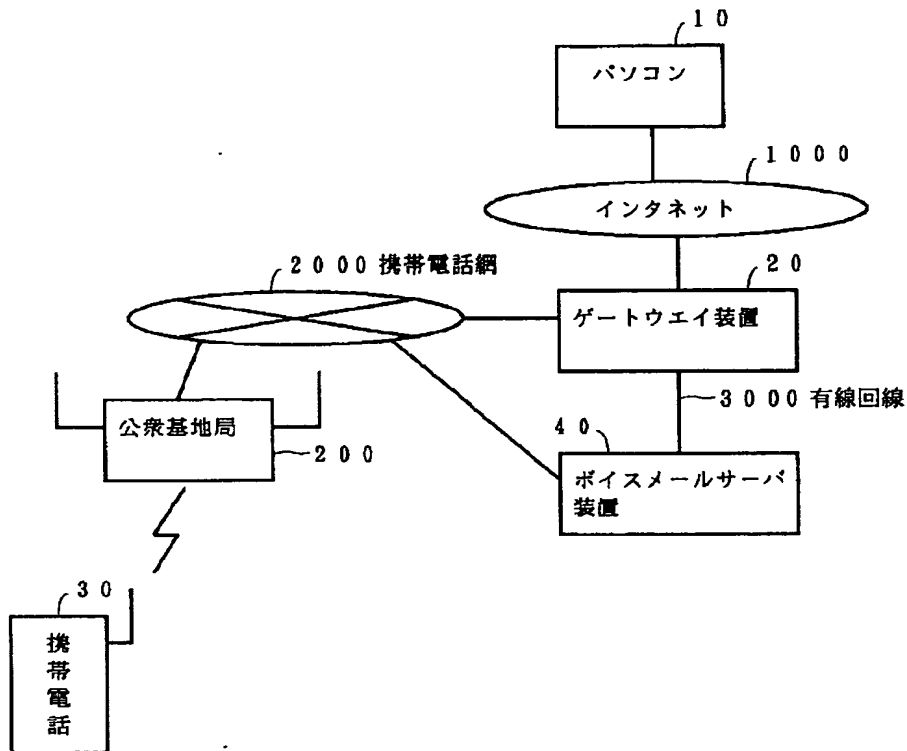 10
パソコン
1000
インタネット
2000 携帯電話網
20
ゲートウエイ装置
3000 有線回線
公衆基地局
200
40
ボイスメールサーバ
装置
30
携
帯
電
話